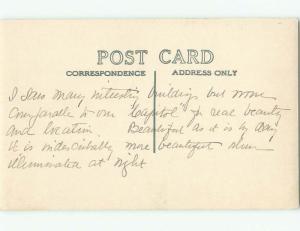 POST CARD
CORRESPONDENCE ADDRESS ONLY
I saw many interesting building but none
comparable to our Capitol for real beauty
and location. Beautiful as it is by Day
it is indescribably more beautiful when
illuminated at night